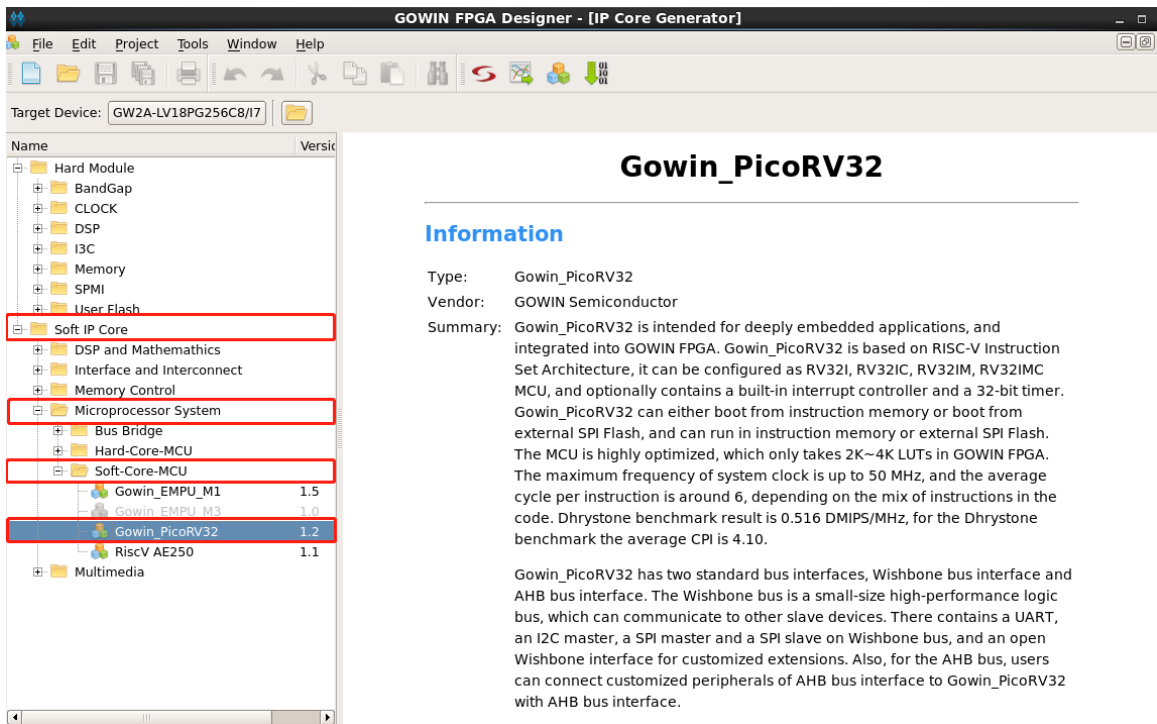 GOWIN FPGA Designer - [IP Core Generator]
File Edit Project Tools Window Help
Target Device: GW2A-LV18PG256C8/I7
Name Versic
Hard Module
BandGap
CLOCK
DSP
I3C
Memory
SPMI
User Flash
Soft IP Core
DSP and Mathemathics
Interface and Interconnect
Memory Control
Microprocessor System
Bus Bridge
Hard-Core-MCU
Soft-Core-MCU
Gowin_EMPU_M1 1.5
Gowin_EMPU_M3 1.0
Gowin_PicoRV32 1.2
RiscV AE250 1.1
Multimedia
Gowin_PicoRV32
Information
Type: Gowin_PicoRV32
Vendor: GOWIN Semiconductor
Summary: Gowin_PicoRV32 is intended for deeply embedded applications, and
integrated into GOWIN FPGA. Gowin_PicoRV32 is based on RISC-V Instruction
Set Architecture, it can be configured as RV32I, RV32IC, RV32IM, RV32IMC
MCU, and optionally contains a built-in interrupt controller and a 32-bit timer.
Gowin_PicoRV32 can either boot from instruction memory or boot from
external SPI Flash, and can run in instruction memory or external SPI Flash.
The MCU is highly optimized, which only takes 2K~4K LUTs in GOWIN FPGA.
The maximum frequency of system clock is up to 50 MHz, and the average
cycle per instruction is around 6, depending on the mix of instructions in the
code. Dhrystone benchmark result is 0.516 DMIPS/MHz, for the Dhrystone
benchmark the average CPI is 4.10.
Gowin_PicoRV32 has two standard bus interfaces, Wishbone bus interface and
AHB bus interface. The Wishbone bus is a small-size high-performance logic
bus, which can communicate to other slave devices. There contains a UART,
an I2C master, a SPI master and a SPI slave on Wishbone bus, and an open
Wishbone interface for customized extensions. Also, for the AHB bus, users
can connect customized peripherals of AHB bus interface to Gowin_PicoRV32
with AHB bus interface.